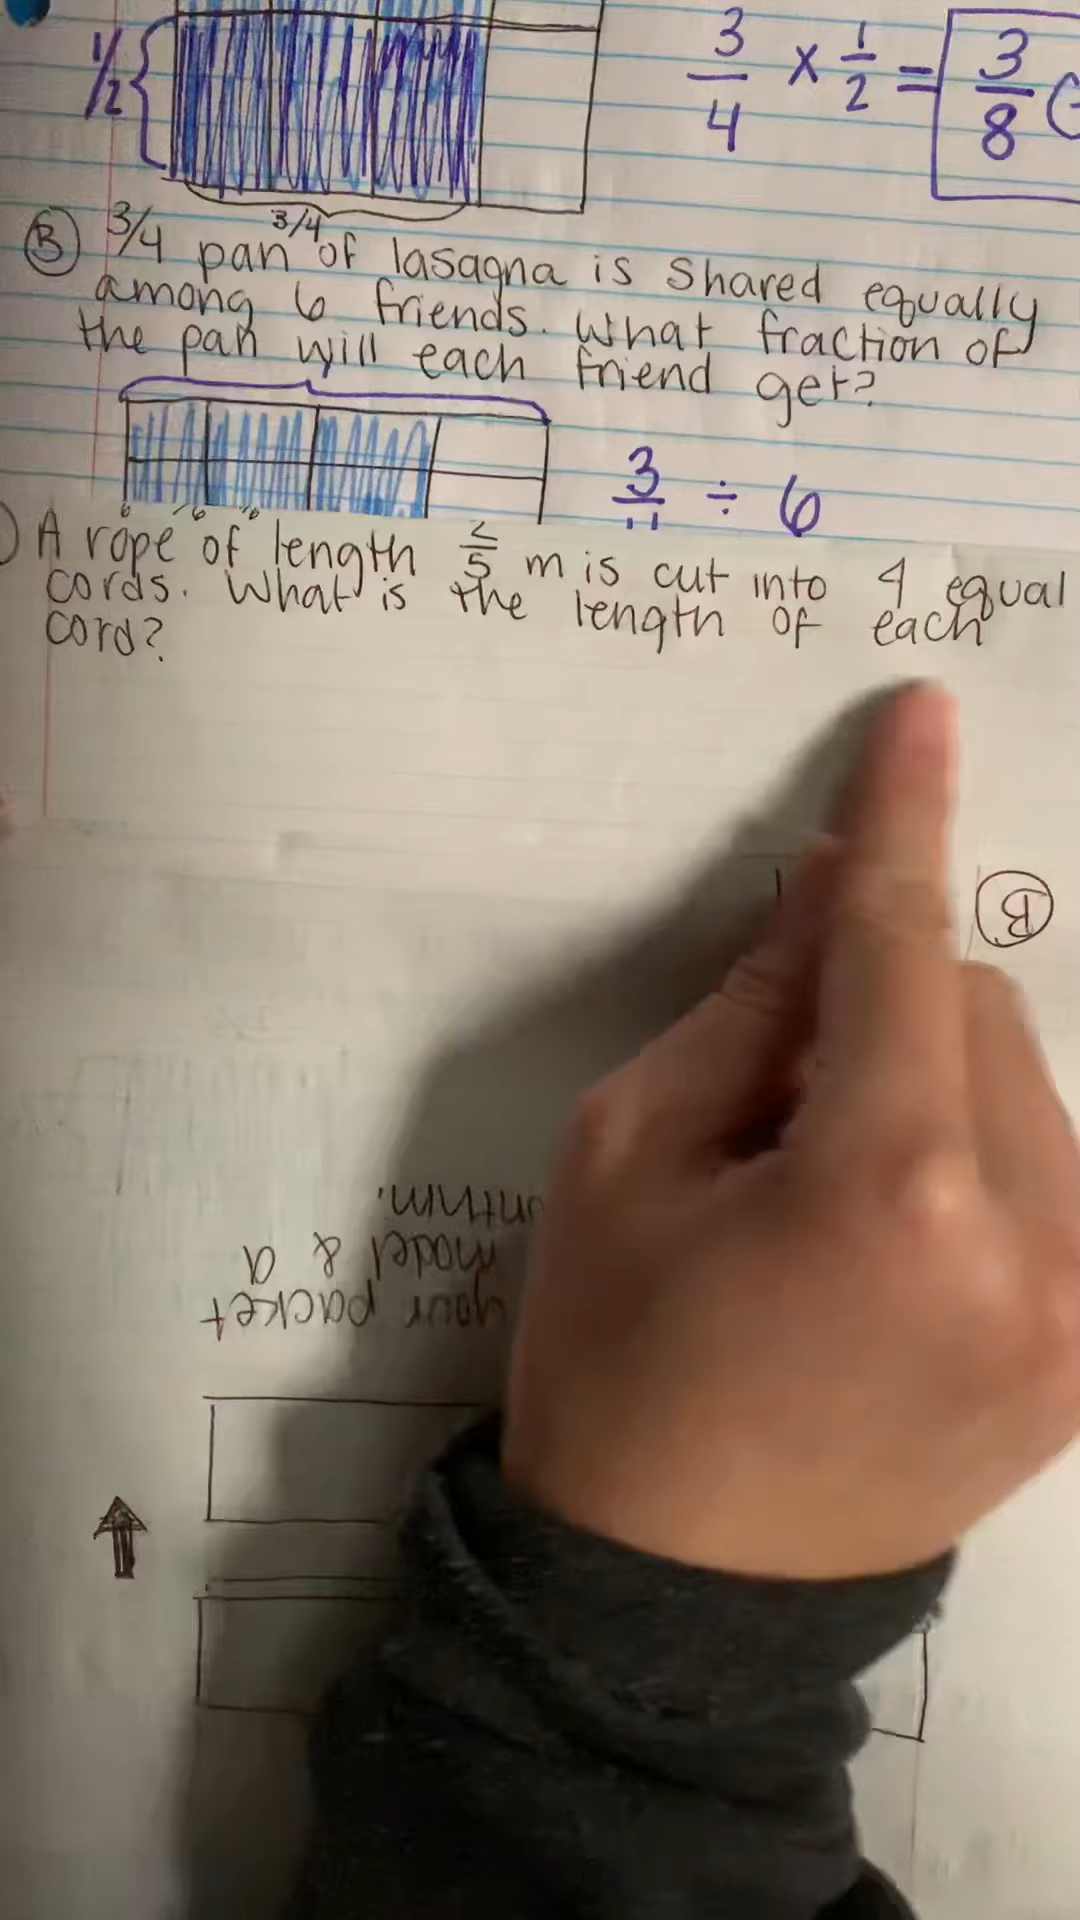 1/2
3/4 × 1/2 = 3/8
3/4
B 3/4 pan of lasagna is shared equally
among 6 friends. What fraction of
the pan will each friend get?
3 ÷ 6
A rope of length 2/5 m is cut into 4 equal
cords. What is the length of each
cord?
B
your packet
model & a